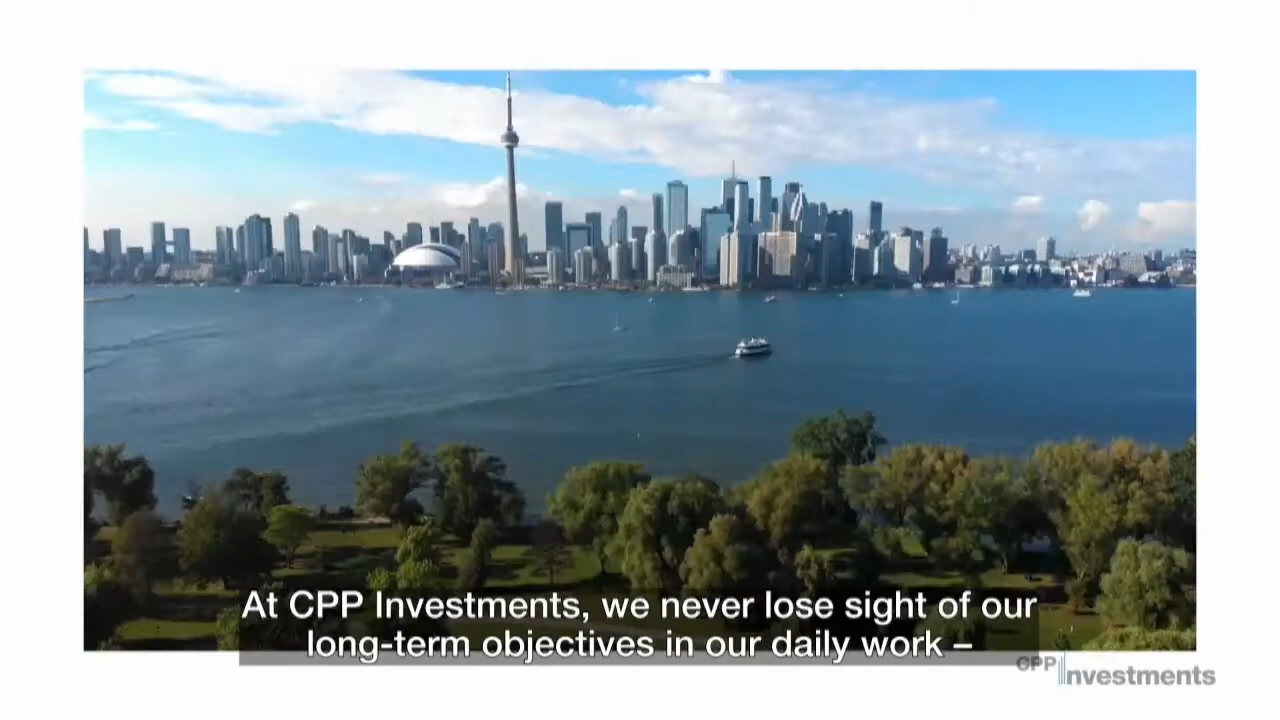 At CPP Investments, we never lose sight of our
long-term objectives in our daily work –
CPP Investments